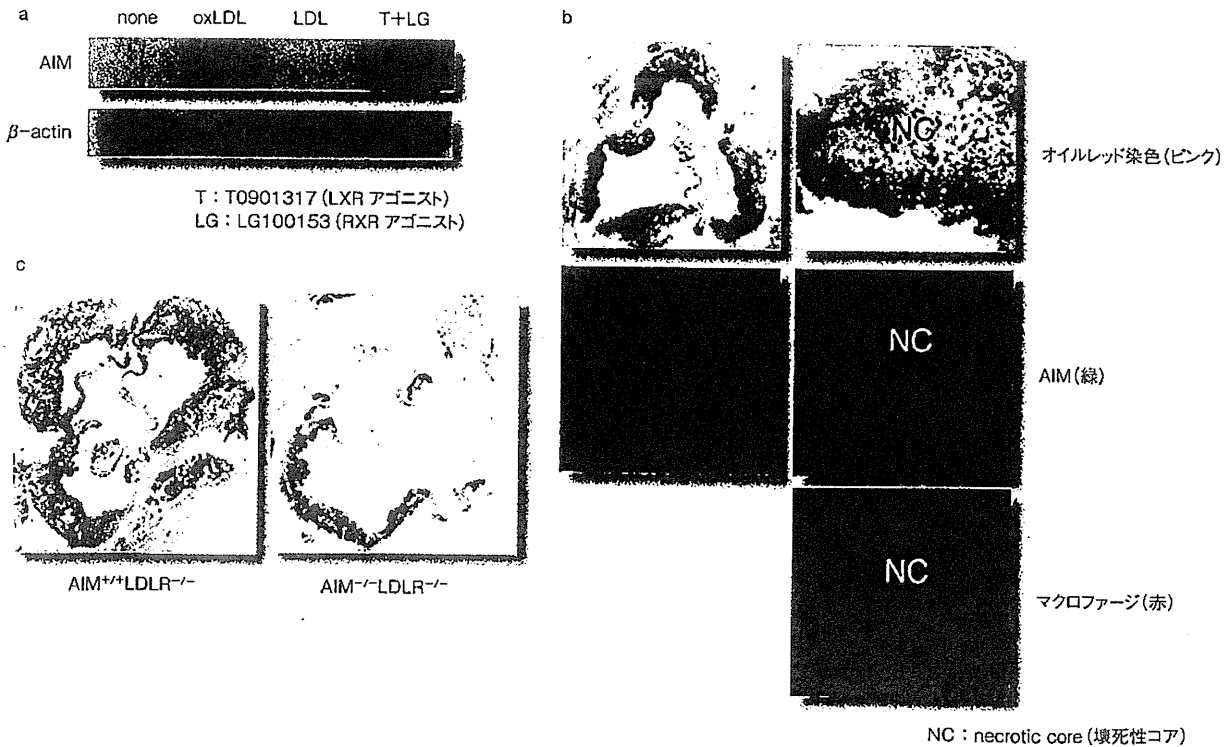 a
none oxLDL LDL T+LG
AIM
β-actin
T：T0901317（LXR アゴニスト）
LG：LG100153（RXR アゴニスト）
b
NC
オイルレッド染色（ピンク）
NC
AIM（緑）
NC
マクロファージ（赤）
NC：necrotic core（壊死性コア）
c
AIM⁺/⁺LDLR⁻/⁻
AIM⁻/⁻LDLR⁻/⁻